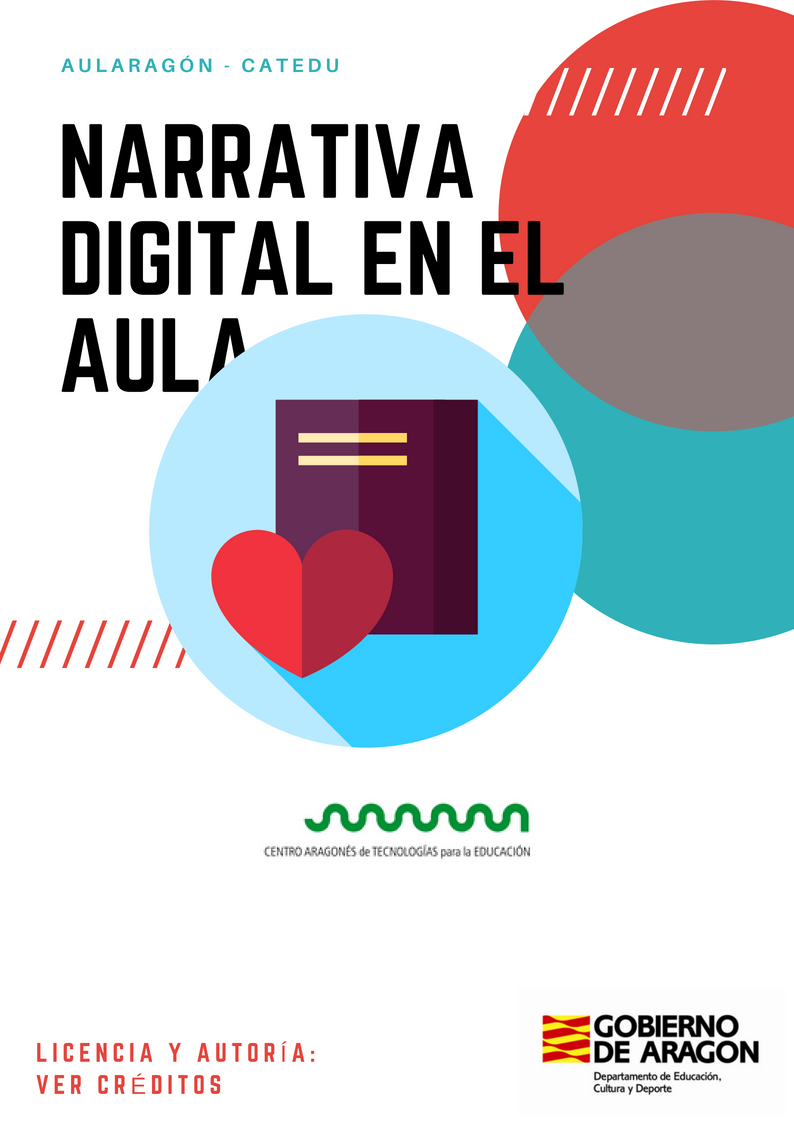 AULARAGÓN - CATEDU
NARRATIVA
DIGITAL EN EL
AULA
CENTRO ARAGONÉS de TECNOLOGÍAS para la EDUCACIÓN
LICENCIA Y AUTORÍA:
VER CRÉDITOS
GOBIERNO
DE ARAGON
Departamento de Educación,
Cultura y Deporte